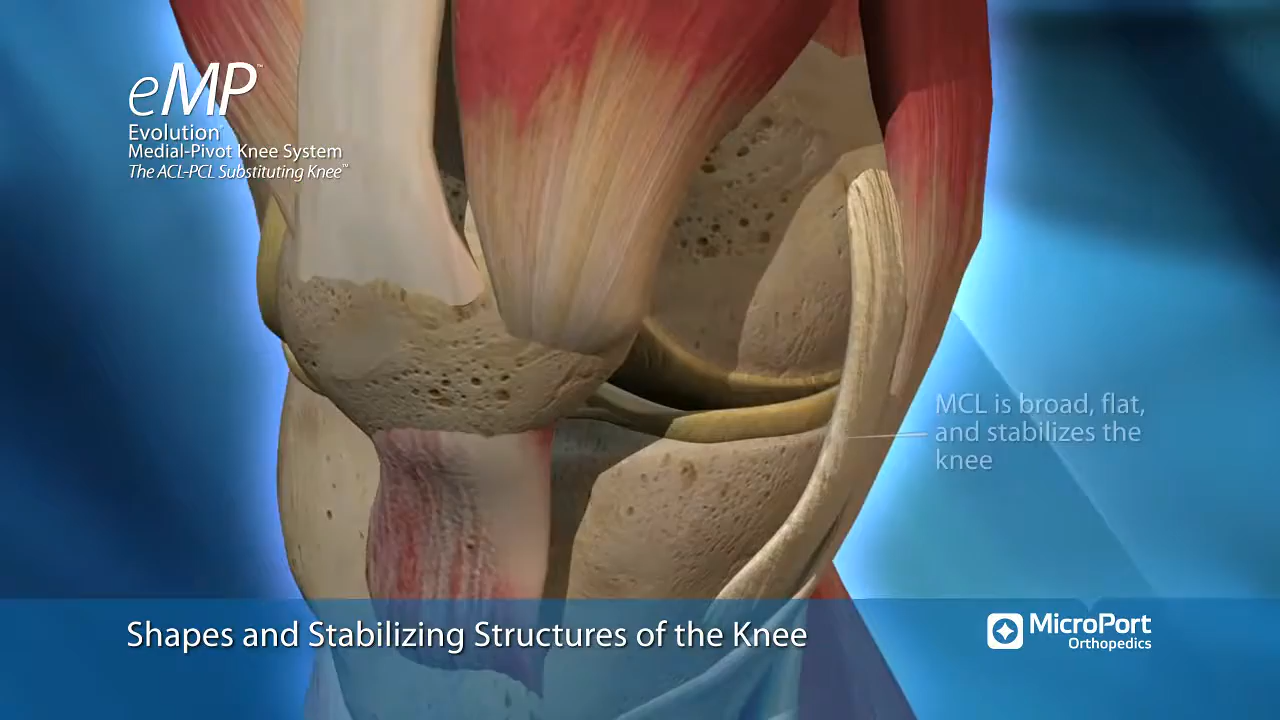 eMP™
Evolution®
Medial-Pivot Knee System
The ACL-PCL Substituting Knee™
MCL is broad, flat,
and stabilizes the
knee
Shapes and Stabilizing Structures of the Knee
MicroPort
Orthopedics